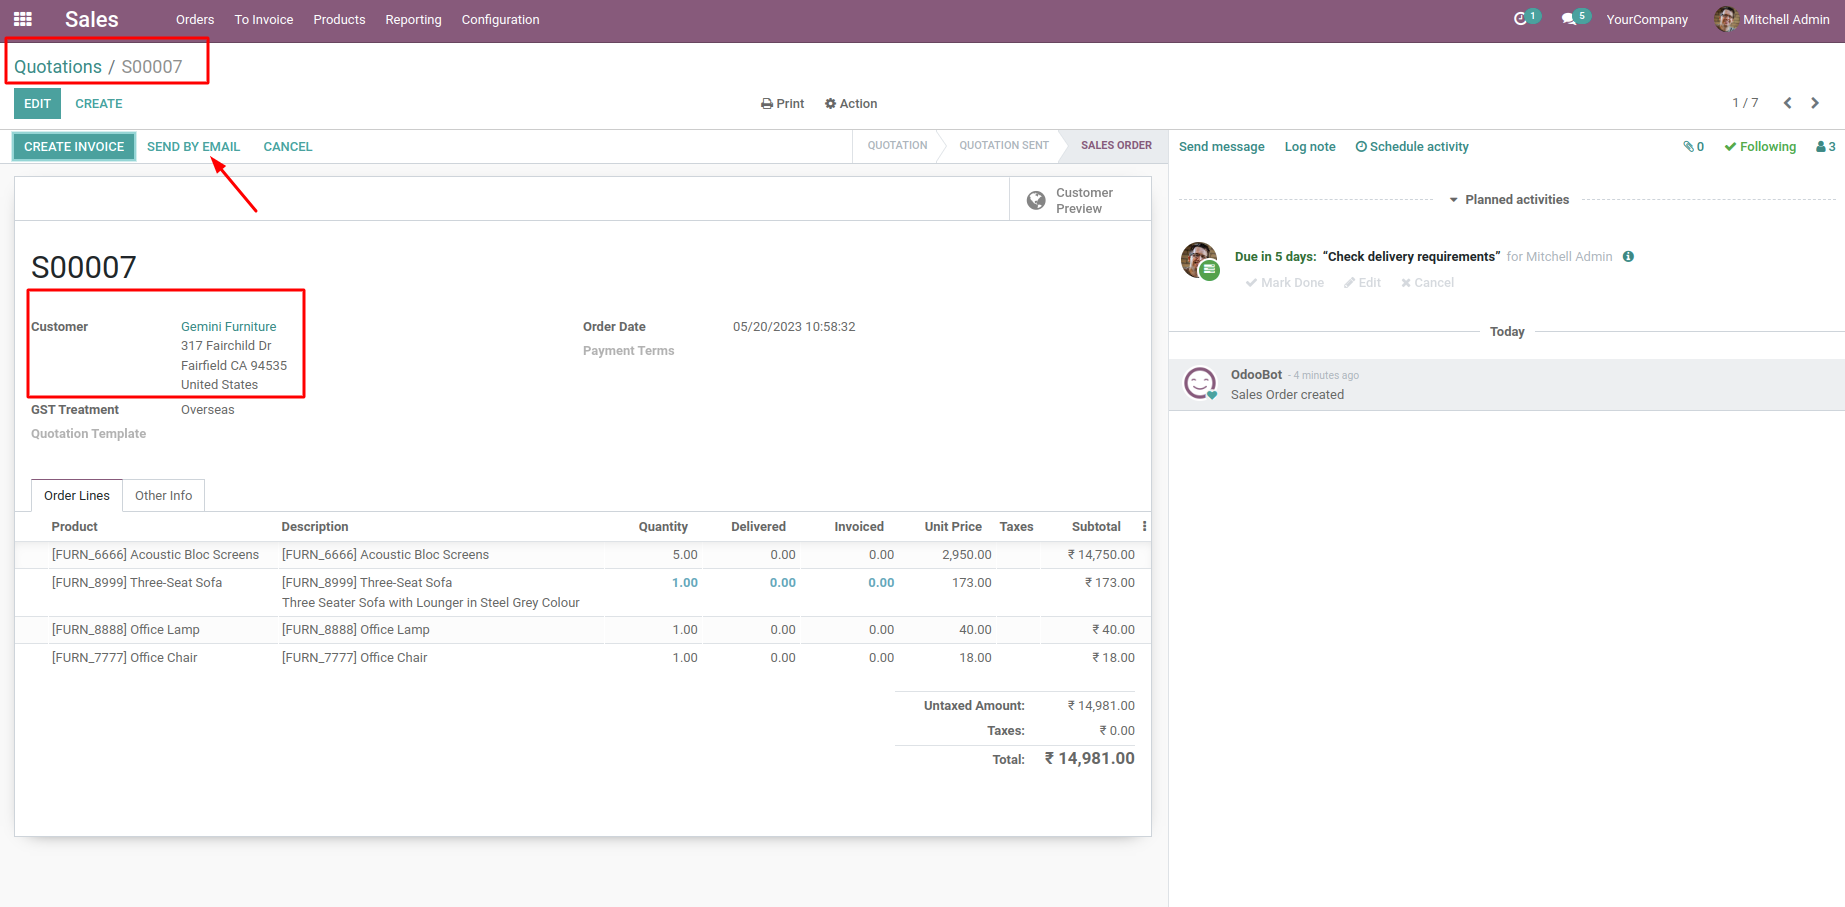 Sales Orders To Invoice Products Reporting Configuration 1 5 YourCompany Mitchell Admin
Quotations / S00007
EDIT CREATE Print Action 1 / 7
CREATE INVOICE SEND BY EMAIL CANCEL QUOTATION QUOTATION SENT SALES ORDER
Customer
Preview
S00007
Customer Gemini Furniture
317 Fairchild Dr
Fairfield CA 94535
United States
Order Date 05/20/2023 10:58:32
Payment Terms
GST Treatment Overseas
Quotation Template
Order Lines Other Info
Product Description Quantity Delivered Invoiced Unit Price Taxes Subtotal
[FURN_6666] Acoustic Bloc Screens [FURN_6666] Acoustic Bloc Screens 5.00 0.00 0.00 2,950.00 ₹ 14,750.00
[FURN_8999] Three-Seat Sofa [FURN_8999] Three-Seat Sofa 1.00 0.00 0.00 173.00 ₹ 173.00
Three Seater Sofa with Lounger in Steel Grey Colour
[FURN_8888] Office Lamp [FURN_8888] Office Lamp 1.00 0.00 0.00 40.00 ₹ 40.00
[FURN_7777] Office Chair [FURN_7777] Office Chair 1.00 0.00 0.00 18.00 ₹ 18.00
Untaxed Amount: ₹ 14,981.00
Taxes: ₹ 0.00
Total: ₹ 14,981.00
Send message Log note Schedule activity 0 Following 3
Planned activities
Due in 5 days: “Check delivery requirements” for Mitchell Admin
Mark Done Edit Cancel
Today
OdooBot - 4 minutes ago
Sales Order created